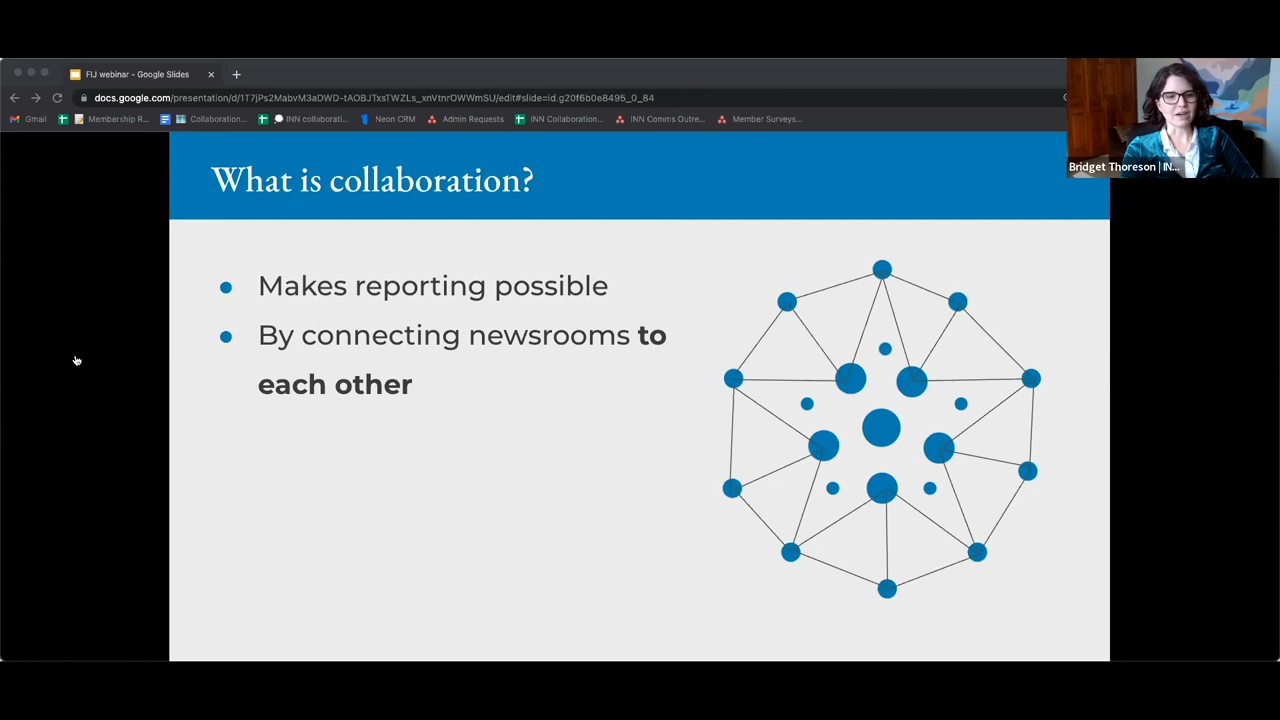 FIJ webinar - Google Slides
docs.google.com/presentation/d/1T7jPs2MabvM3aDWD-tAOBJTxsTWZLs_xnVtnrOWWmSU/edit#slide=id.g20f6b0e8495_0_84
Gmail
Membership R...
Collaboration...
INN collaborati...
Neon CRM
Admin Requests
INN Collaboration...
INN Comms Outre...
Member Surveys...
Bridget Thoreson | IN...
What is collaboration?
Makes reporting possible
By connecting newsrooms to
each other